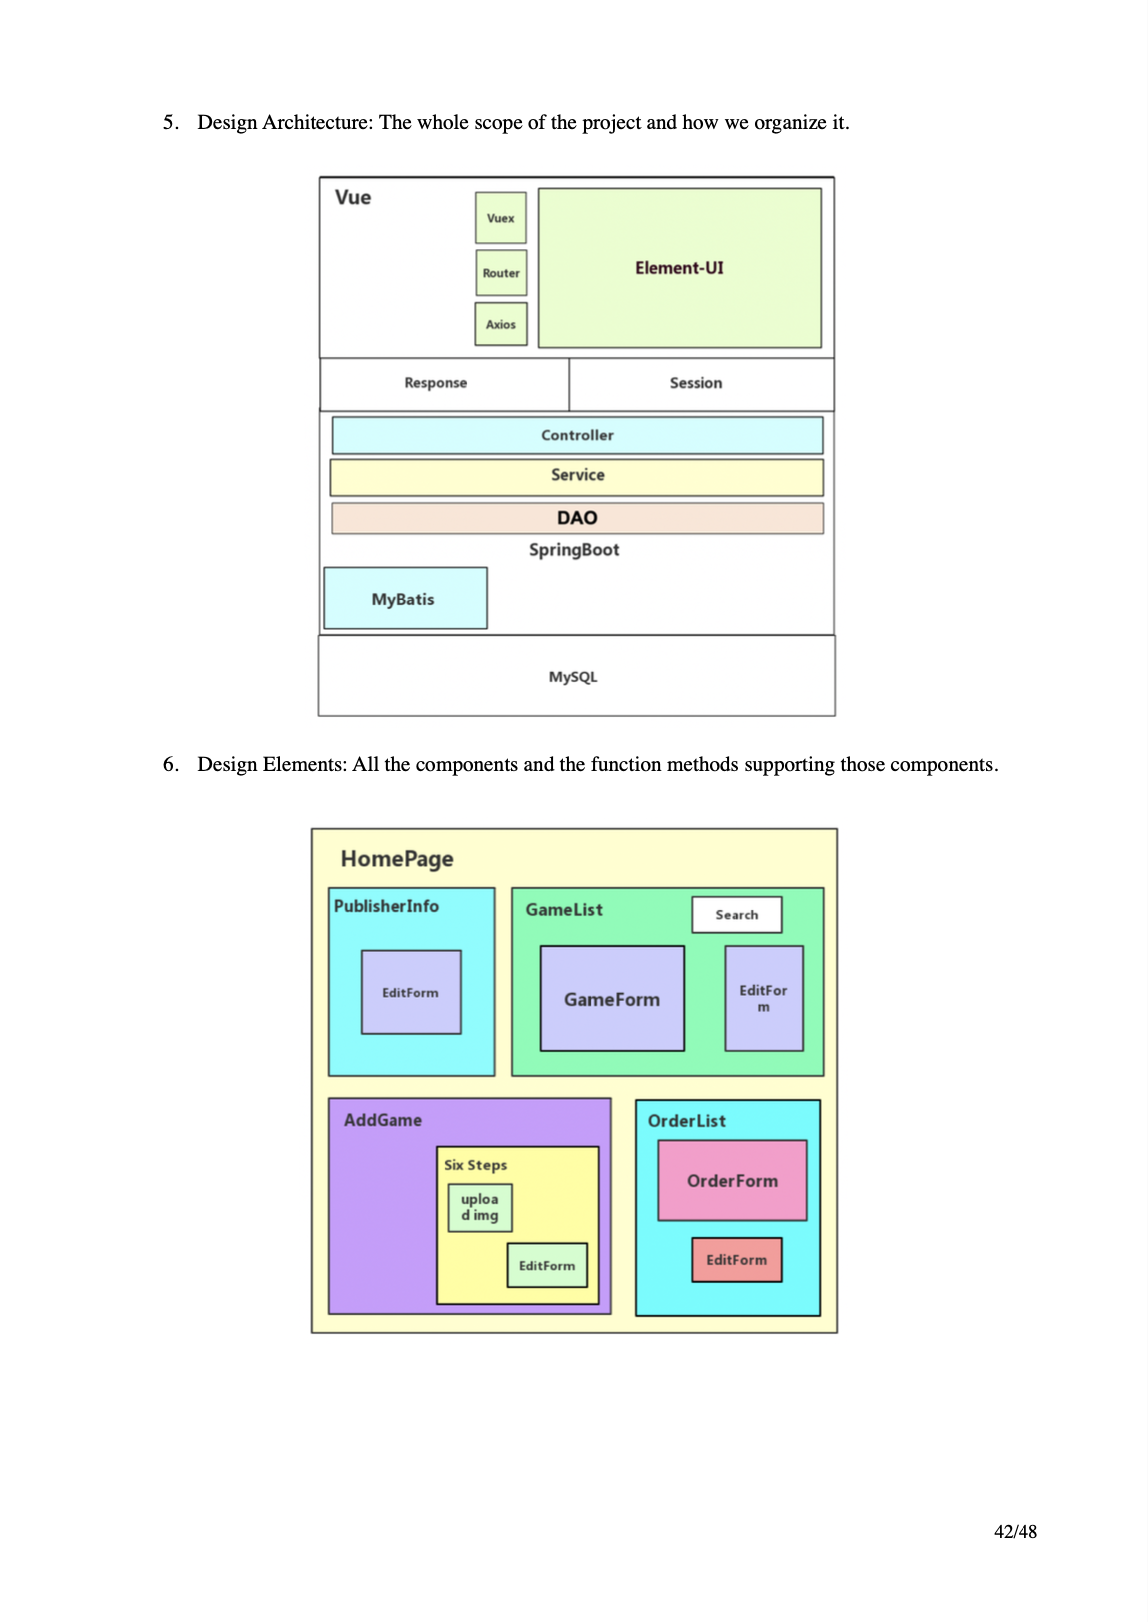 5. Design Architecture: The whole scope of the project and how we organize it.
Vue
Vuex
Router
Axios
Element-UI
Response
Session
Controller
Service
DAO
SpringBoot
MyBatis
MySQL
6. Design Elements: All the components and the function methods supporting those components.
HomePage
PublisherInfo
EditForm
GameList
Search
GameForm
EditFor
m
AddGame
Six Steps
uploa
d img
EditForm
OrderList
OrderForm
EditForm
42/48